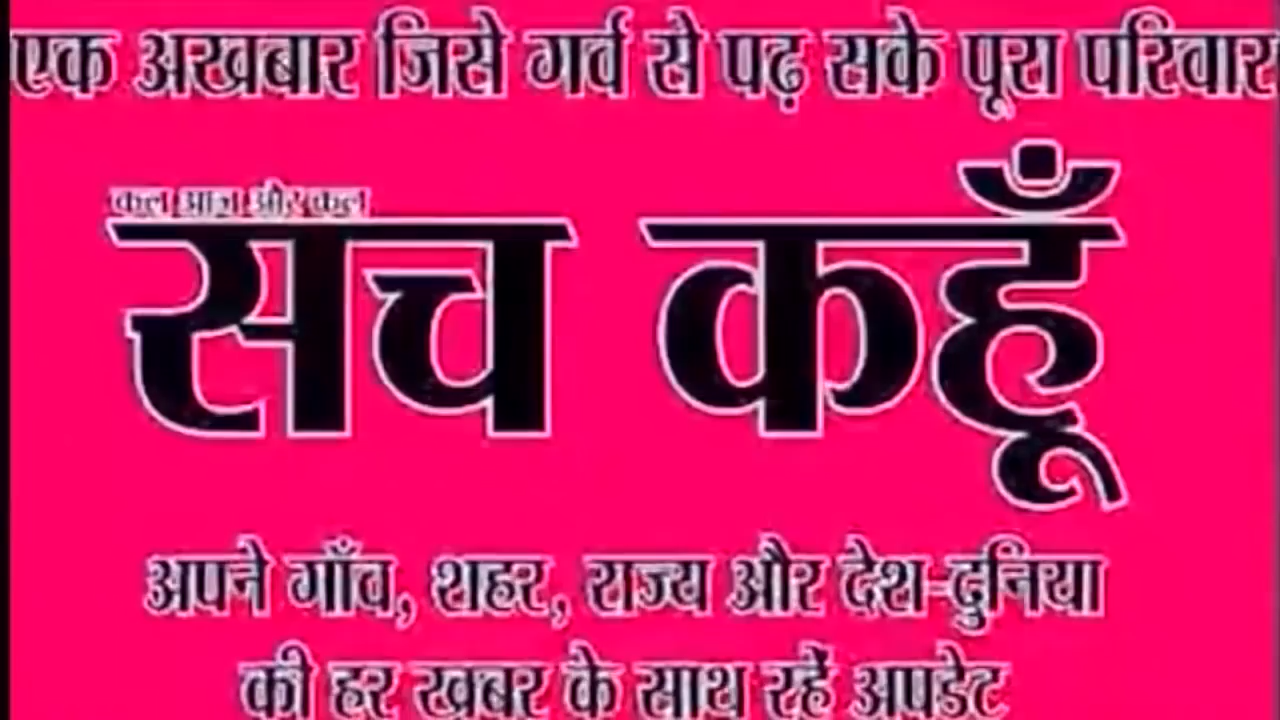 एक अखबार जिसे गर्व से पढ़ सके पूरा परिवार
कल आज और कल
सच कहूँ
अपने गाँव, शहर, राज्य और देश-दुनिया
की हर खबर के साथ रहें अपडेट